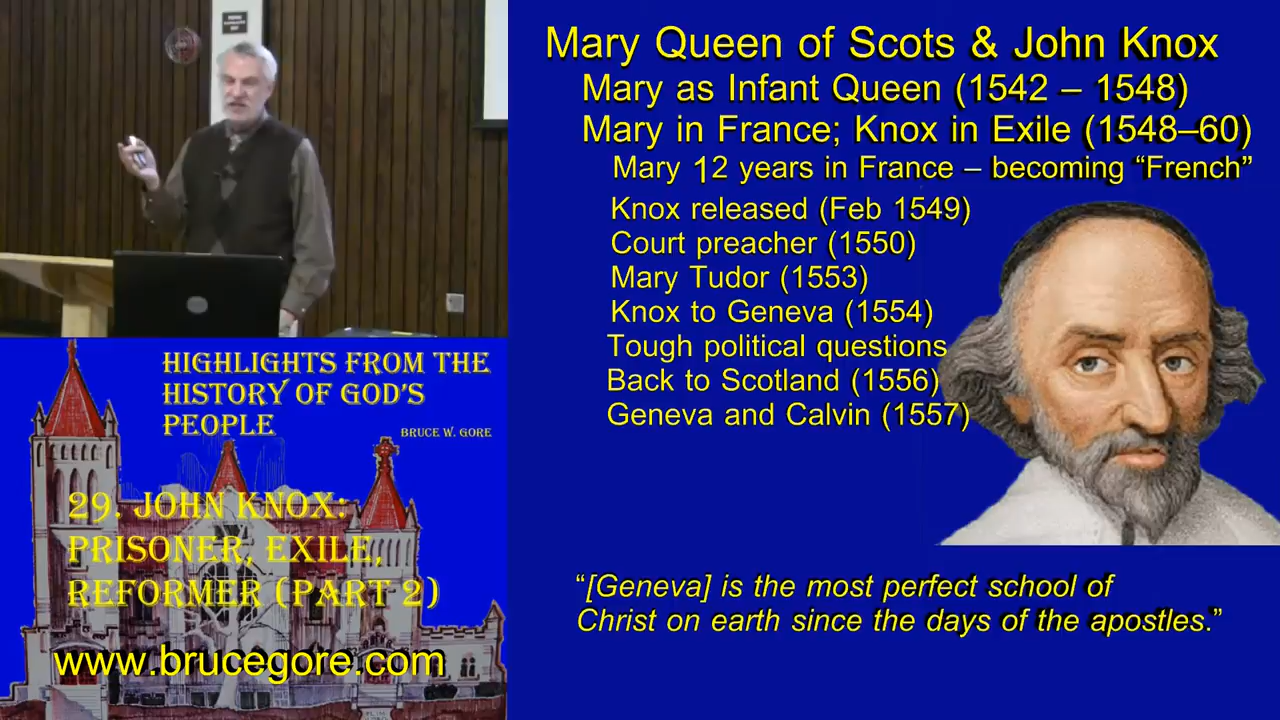 Mary Queen of Scots & John Knox
Mary as Infant Queen (1542 – 1548)
Mary in France; Knox in Exile (1548–60)
Mary 12 years in France – becoming “French”
Knox released (Feb 1549)
Court preacher (1550)
Mary Tudor (1553)
Knox to Geneva (1554)
Tough political questions
Back to Scotland (1556)
Geneva and Calvin (1557)
“[Geneva] is the most perfect school of
Christ on earth since the days of the apostles.”
HIGHLIGHTS FROM THE
HISTORY OF GOD'S
PEOPLE
BRUCE W. GORE
29. JOHN KNOX:
PRISONER, EXILE,
REFORMER (PART 2)
www.brucegore.com